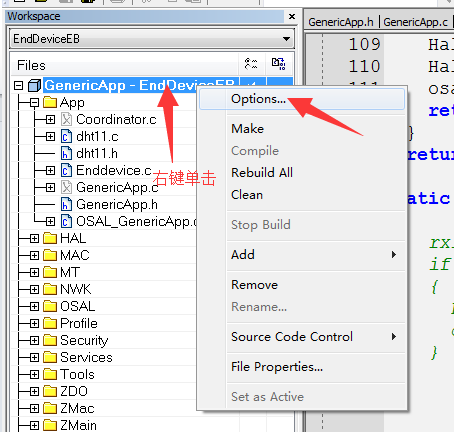 Workspace
EndDeviceEB
Files
GenericApp - EndDeviceEB
App
Coordinator.c
dht11.c
dht11.h
Enddevice.c
GenericApp.c
GenericApp.h
OSAL_GenericApp.c
HAL
MAC
MT
NWK
OSAL
Profile
Security
Services
Tools
ZDO
ZMac
ZMain
右键单击
Options...
Make
Compile
Rebuild All
Clean
Stop Build
Add
Remove
Rename...
Source Code Control
File Properties...
Set as Active
GenericApp.h GenericApp.c
109 Hal
110 Hal
osa
ret
}
retur
atic
rx
if
{
}